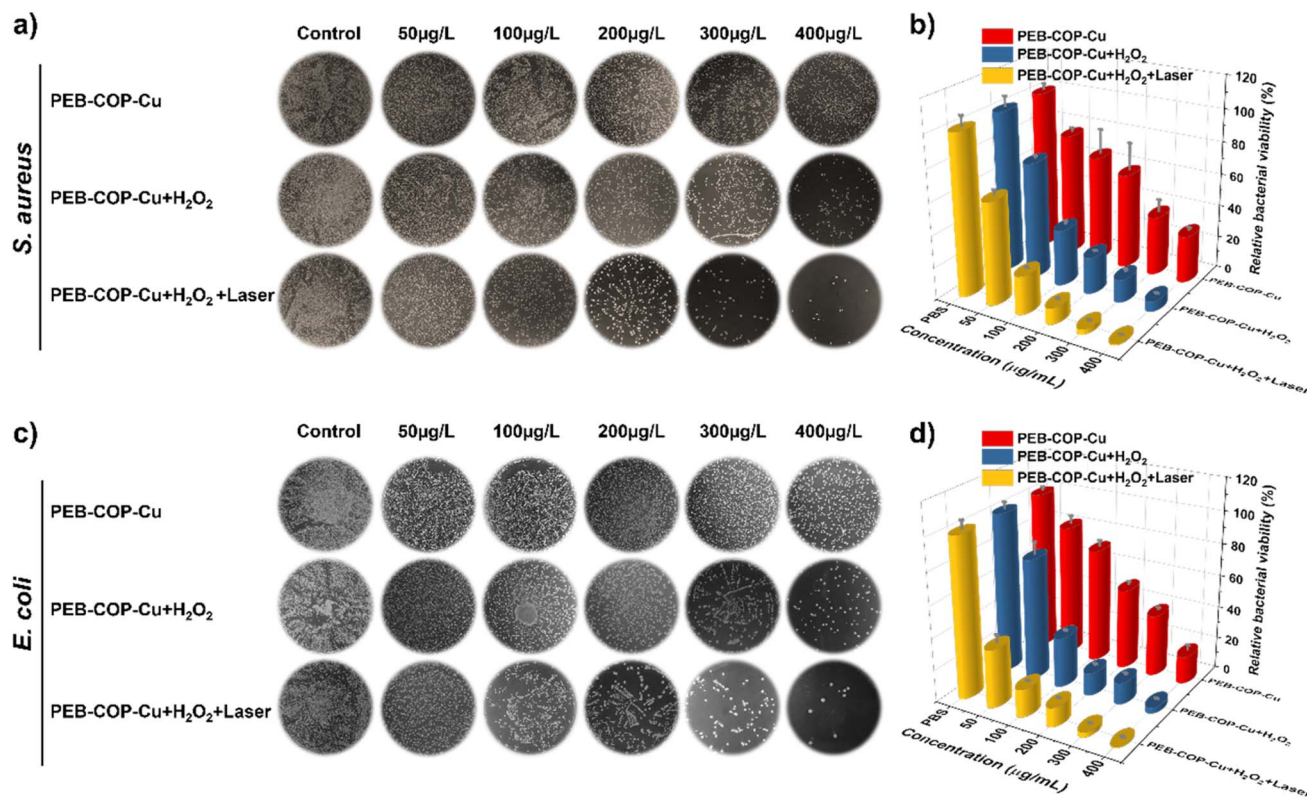 a)
Control 50µg/L 100µg/L 200µg/L 300µg/L 400µg/L
S. aureus
PEB-COP-Cu
PEB-COP-Cu+H₂O₂
PEB-COP-Cu+H₂O₂+Laser
b)
PEB-COP-Cu
PEB-COP-Cu+H₂O₂
PEB-COP-Cu+H₂O₂+Laser
120
100
80
60
40
20
0
Relative bacterial viability (%)
PBS
50
100
200
300
400
Concentration (µg/mL)
PEB-COP-Cu
PEB-COP-Cu+H₂O₂
PEB-COP-Cu+H₂O₂+Laser
c)
Control 50µg/L 100µg/L 200µg/L 300µg/L 400µg/L
E. coli
PEB-COP-Cu
PEB-COP-Cu+H₂O₂
PEB-COP-Cu+H₂O₂+Laser
d)
PEB-COP-Cu
PEB-COP-Cu+H₂O₂
PEB-COP-Cu+H₂O₂+Laser
120
100
80
60
40
20
0
Relative bacterial viability (%)
PBS
50
100
200
300
400
Concentration (µg/mL)
PEB-COP-Cu
PEB-COP-Cu+H₂O₂
PEB-COP-Cu+H₂O₂+Laser